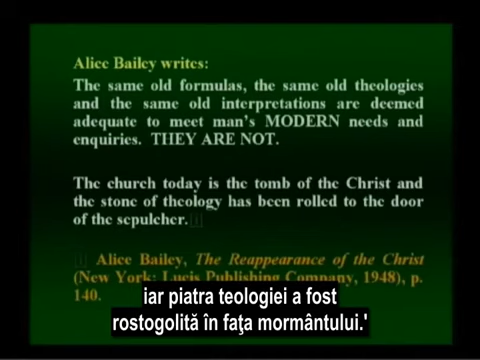 Alice Bailey writes:
The same old formulas, the same old theologies
and the same old interpretations are deemed
adequate to meet man's MODERN needs and
enquiries. THEY ARE NOT.
The church today is the tomb of the Christ and
the stone of theology has been rolled to the door
of the sepulcher.
Alice Bailey, The Reappearance of the Christ
(New York: Lucis Publishing Company, 1948), p.
140.
iar piatra teologiei a fost
rostogolită în faţa mormântului.'